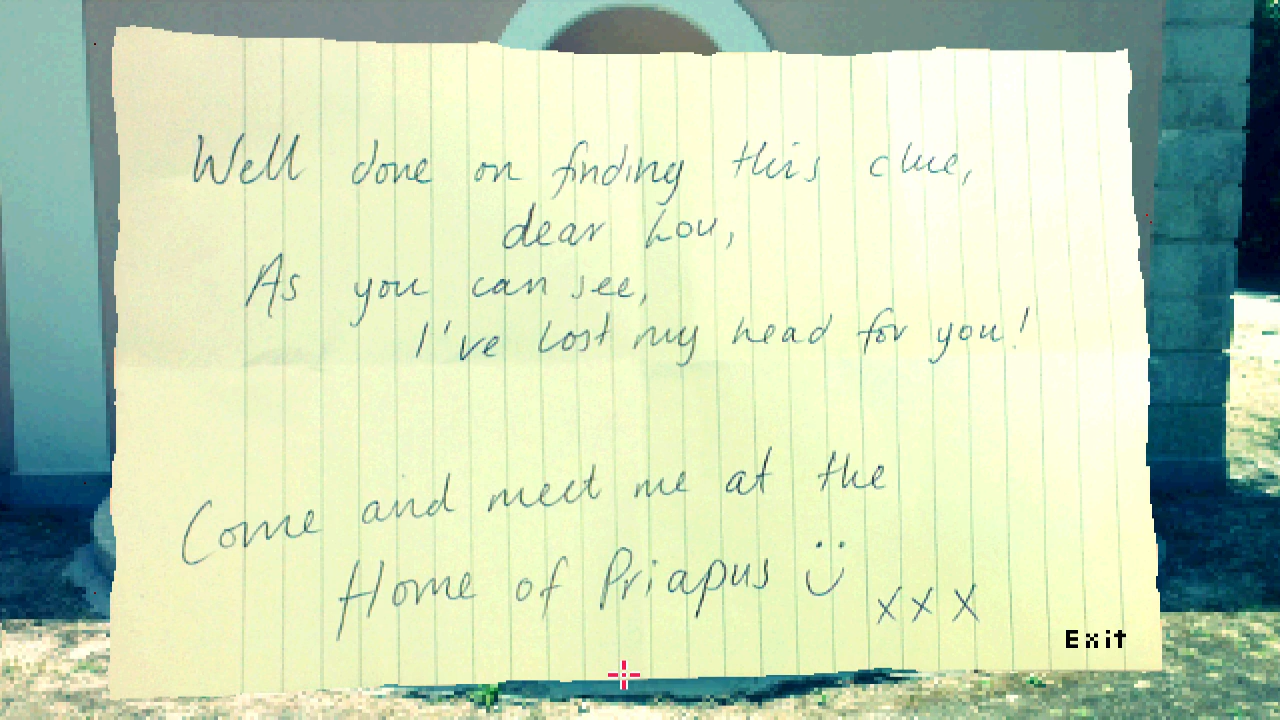 Well done on finding this clue,
dear Lou,
As you can see,
I've lost my head for you!
Come and meet me at the
Home of Priapus :) xxx
Exit